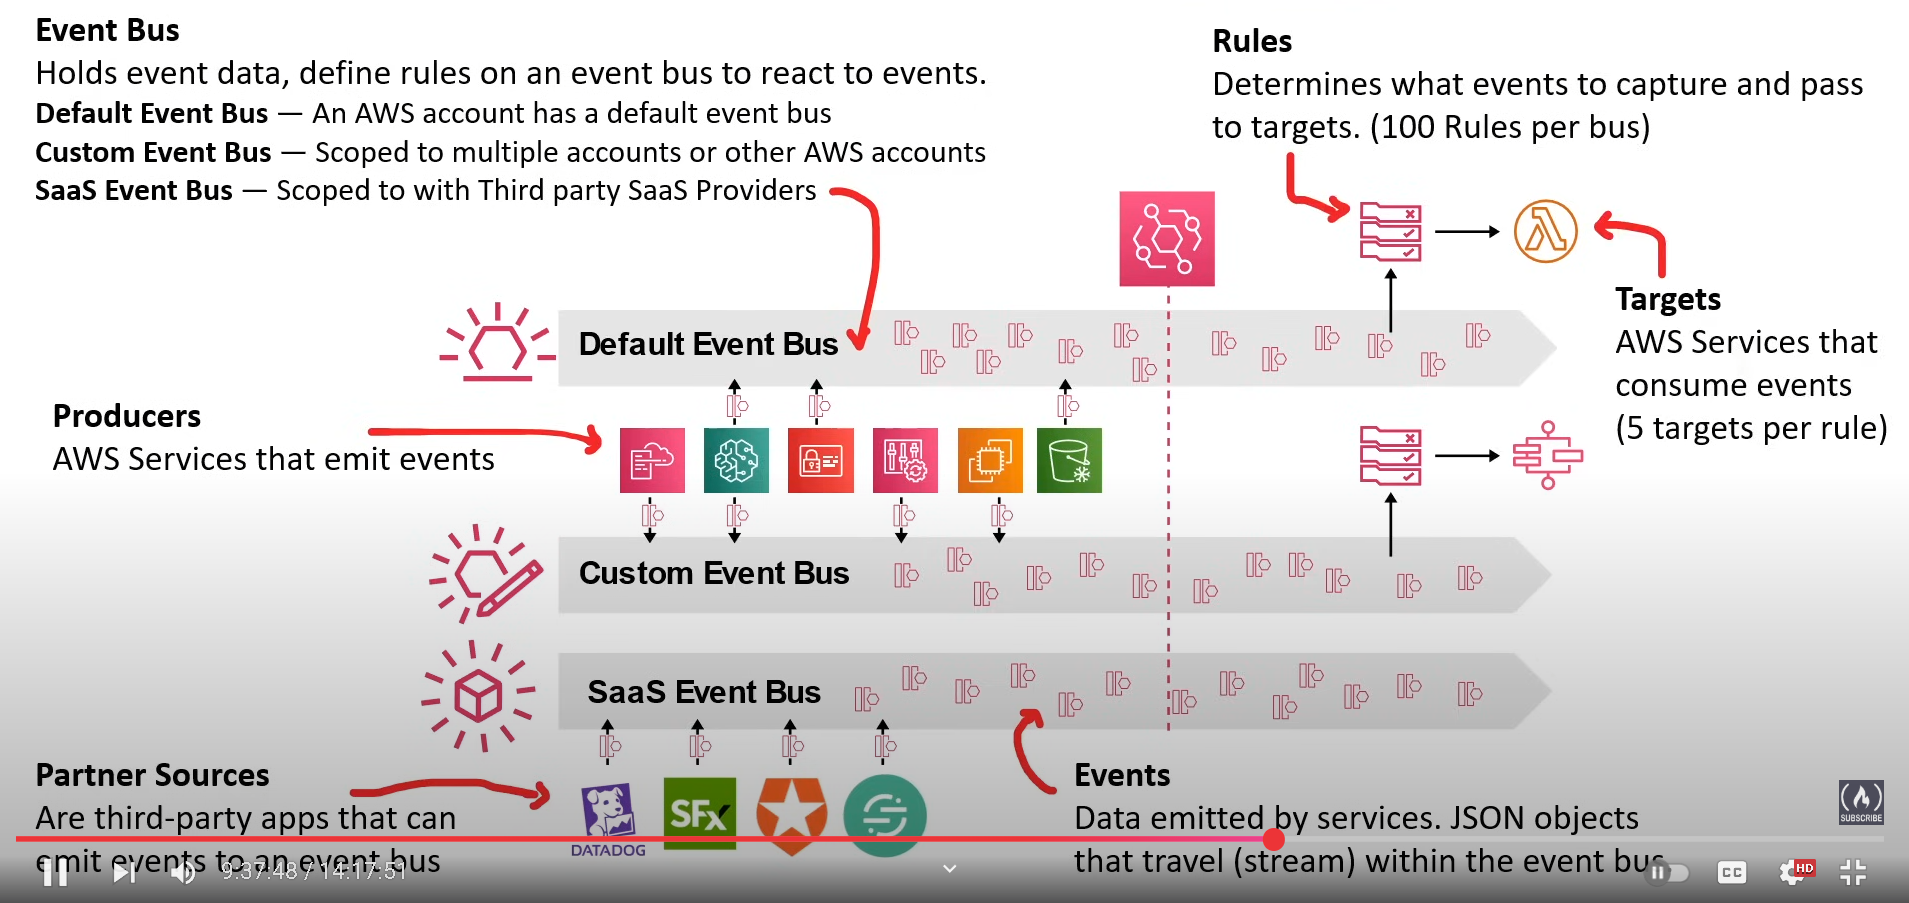 Event Bus
Holds event data, define rules on an event bus to react to events.
Default Event Bus — An AWS account has a default event bus
Custom Event Bus — Scoped to multiple accounts or other AWS accounts
SaaS Event Bus — Scoped to with Third party SaaS Providers
Rules
Determines what events to capture and pass
to targets. (100 Rules per bus)
Targets
AWS Services that
consume events
(5 targets per rule)
Default Event Bus
Producers
AWS Services that emit events
Custom Event Bus
SaaS Event Bus
Partner Sources
Are third-party apps that can
emit events to an event bus
DATADOG
SFx
Events
Data emitted by services. JSON objects
that travel (stream) within the event bus
SUBSCRIBE
9:37:48 / 14:17:51
CC
HD